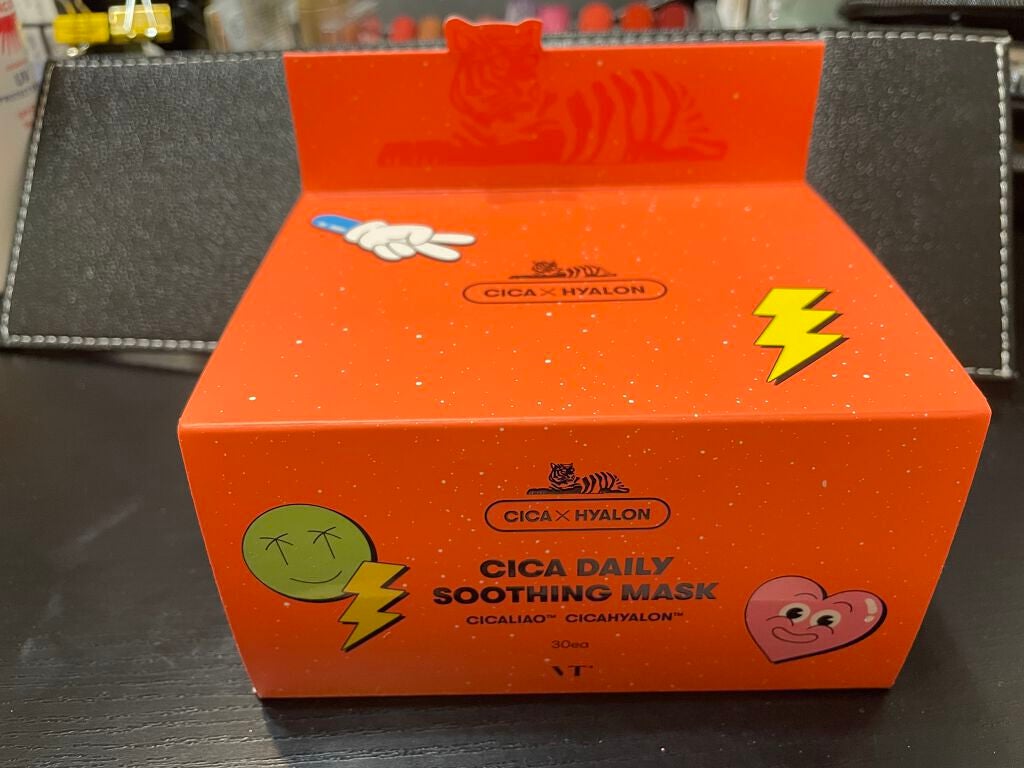 CICA × HYALON
CICA × HYALON
CICA DAILY
SOOTHING MASK
CICALIAO™ CICAHYALON™
30ea
VT